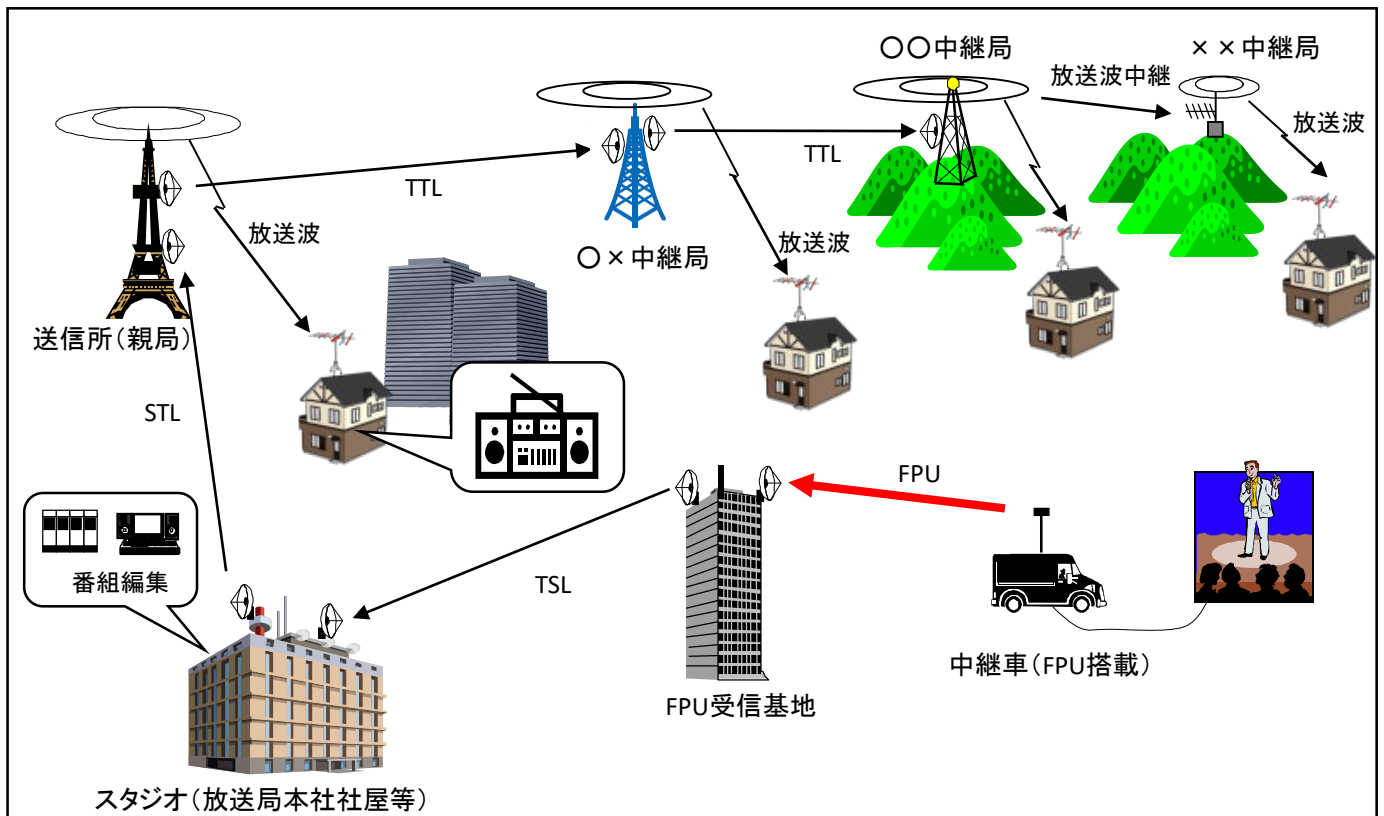 〇〇中継局
××中継局
放送波中継
放送波
TTL
TTL
放送波
〇×中継局
放送波
送信所(親局)
STL
FPU
番組編集
TSL
中継車(FPU搭載)
FPU受信基地
スタジオ(放送局本社社屋等)